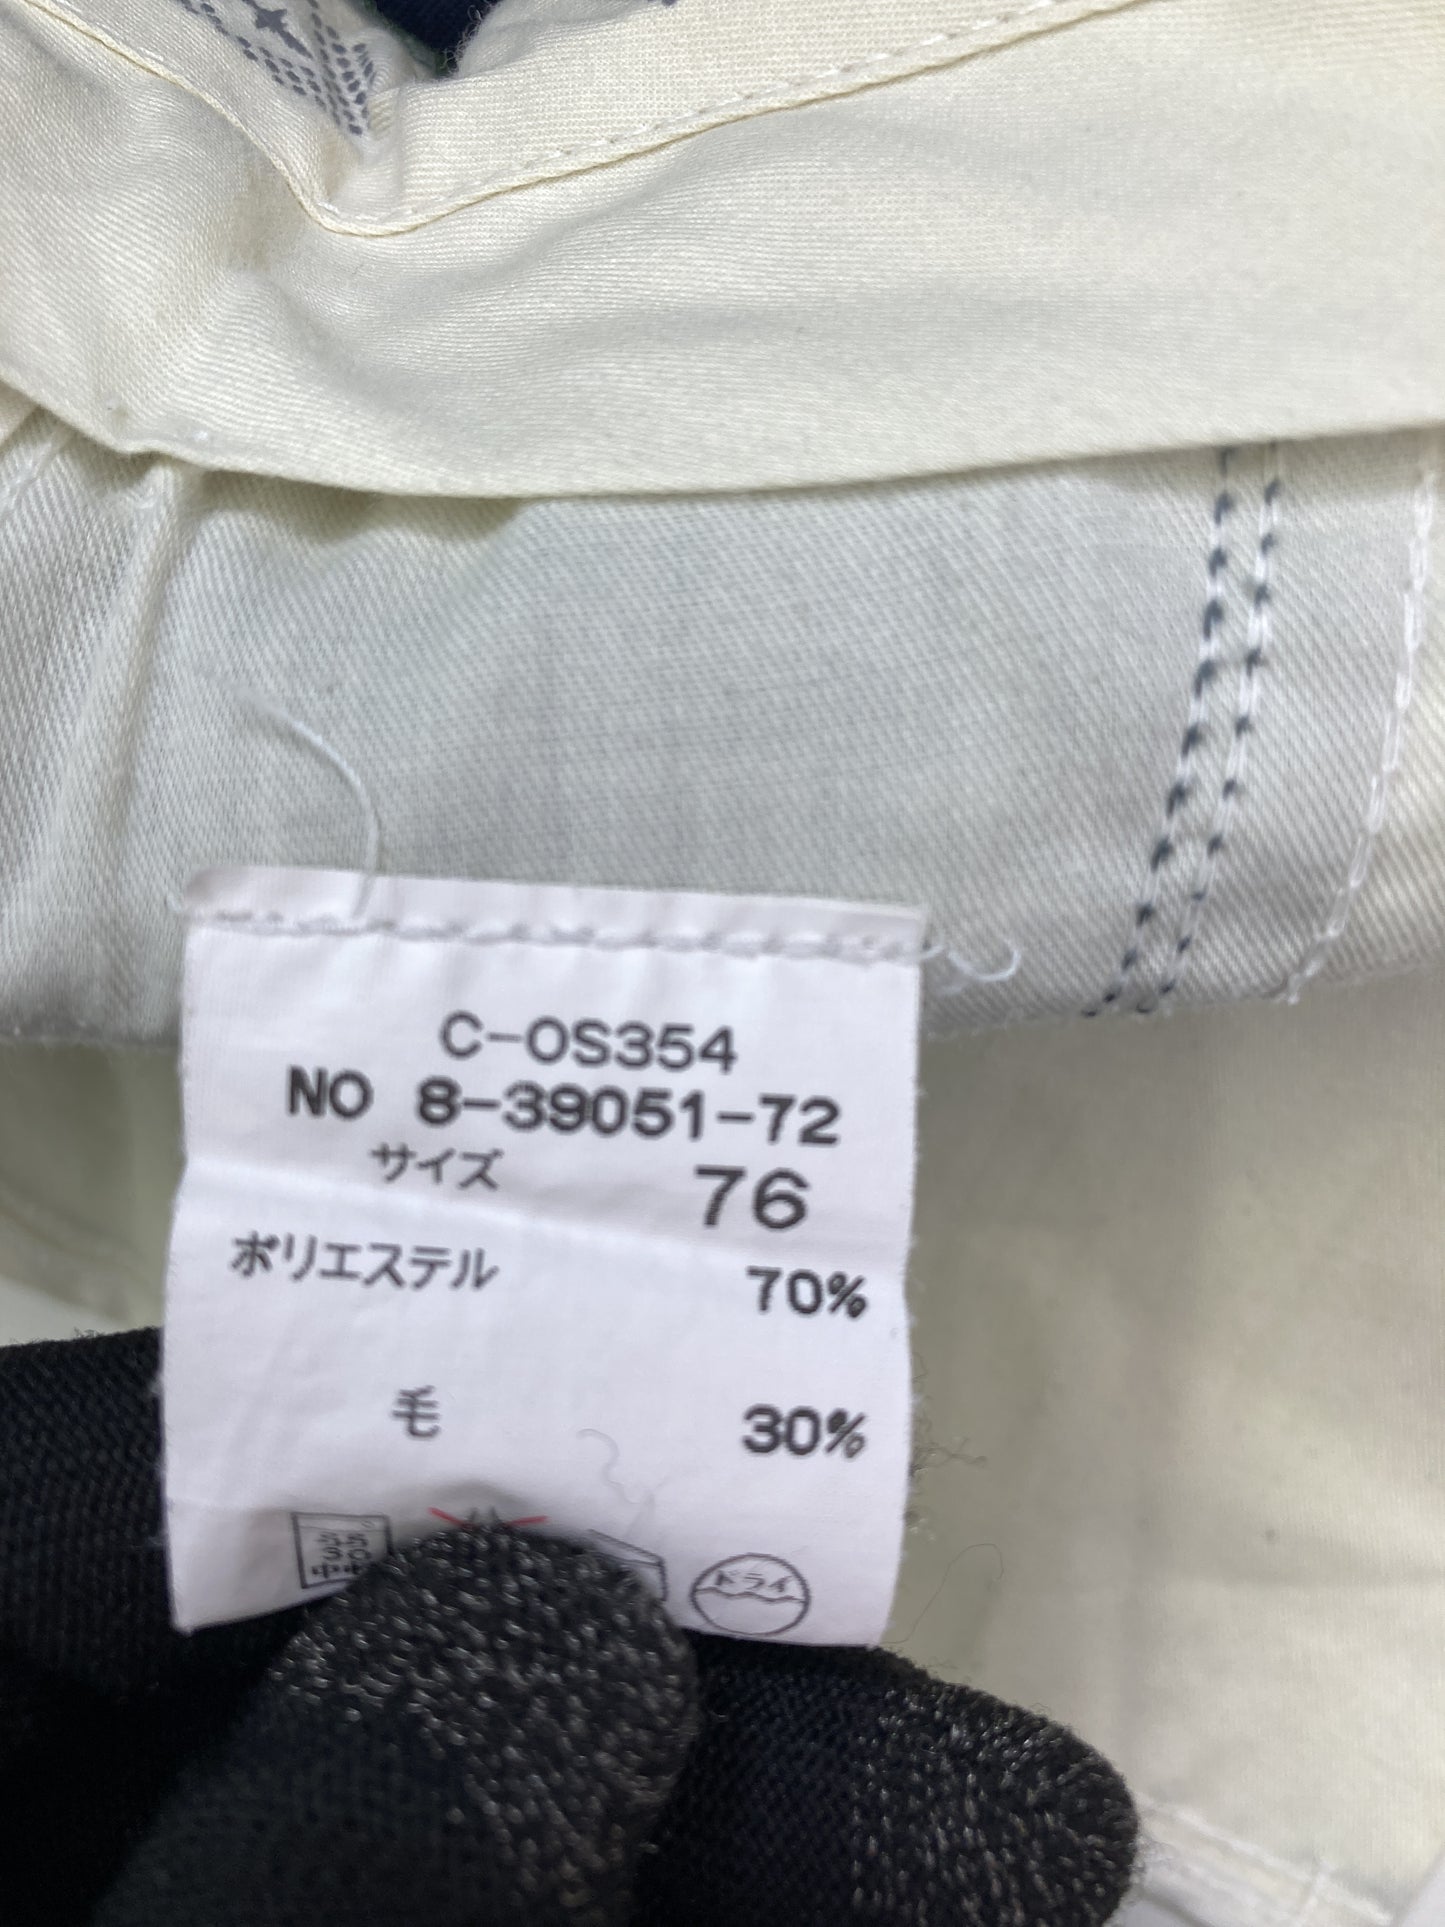 C-OS354
NO 8-39051-72
サイズ 76
ポリエステル 70%
毛 30%
ドライ